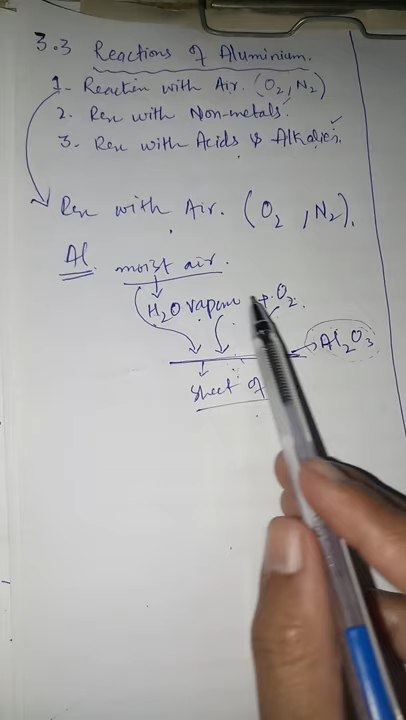 3.3 Reactions of Aluminium.
1- Reaction with Air. (O₂, N₂)
2. Rxn with Non-metals.
3. Rxn with Acids & Alkalies.
Rxn with Air. (O₂, N₂).
Al moist air.
H₂O vapour + O₂.
Al₂O₃
Sheet of